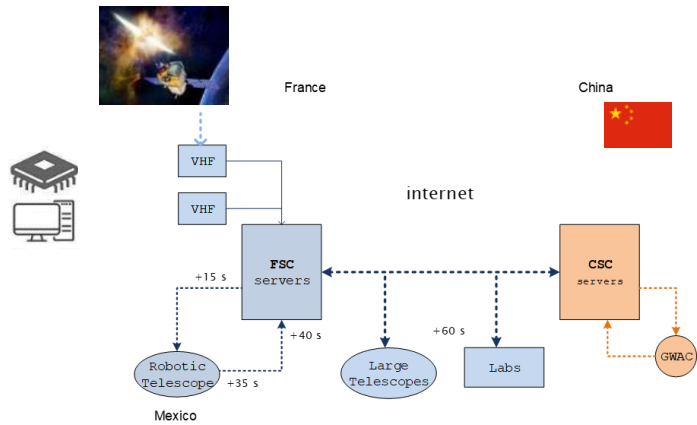 France
China
VHF
internet
VHF
FSC
servers
CSC
servers
+15 s
+40 s
+60 s
Robotic
Telescope
+35 s
Large
Telescopes
Labs
GWAC
Mexico